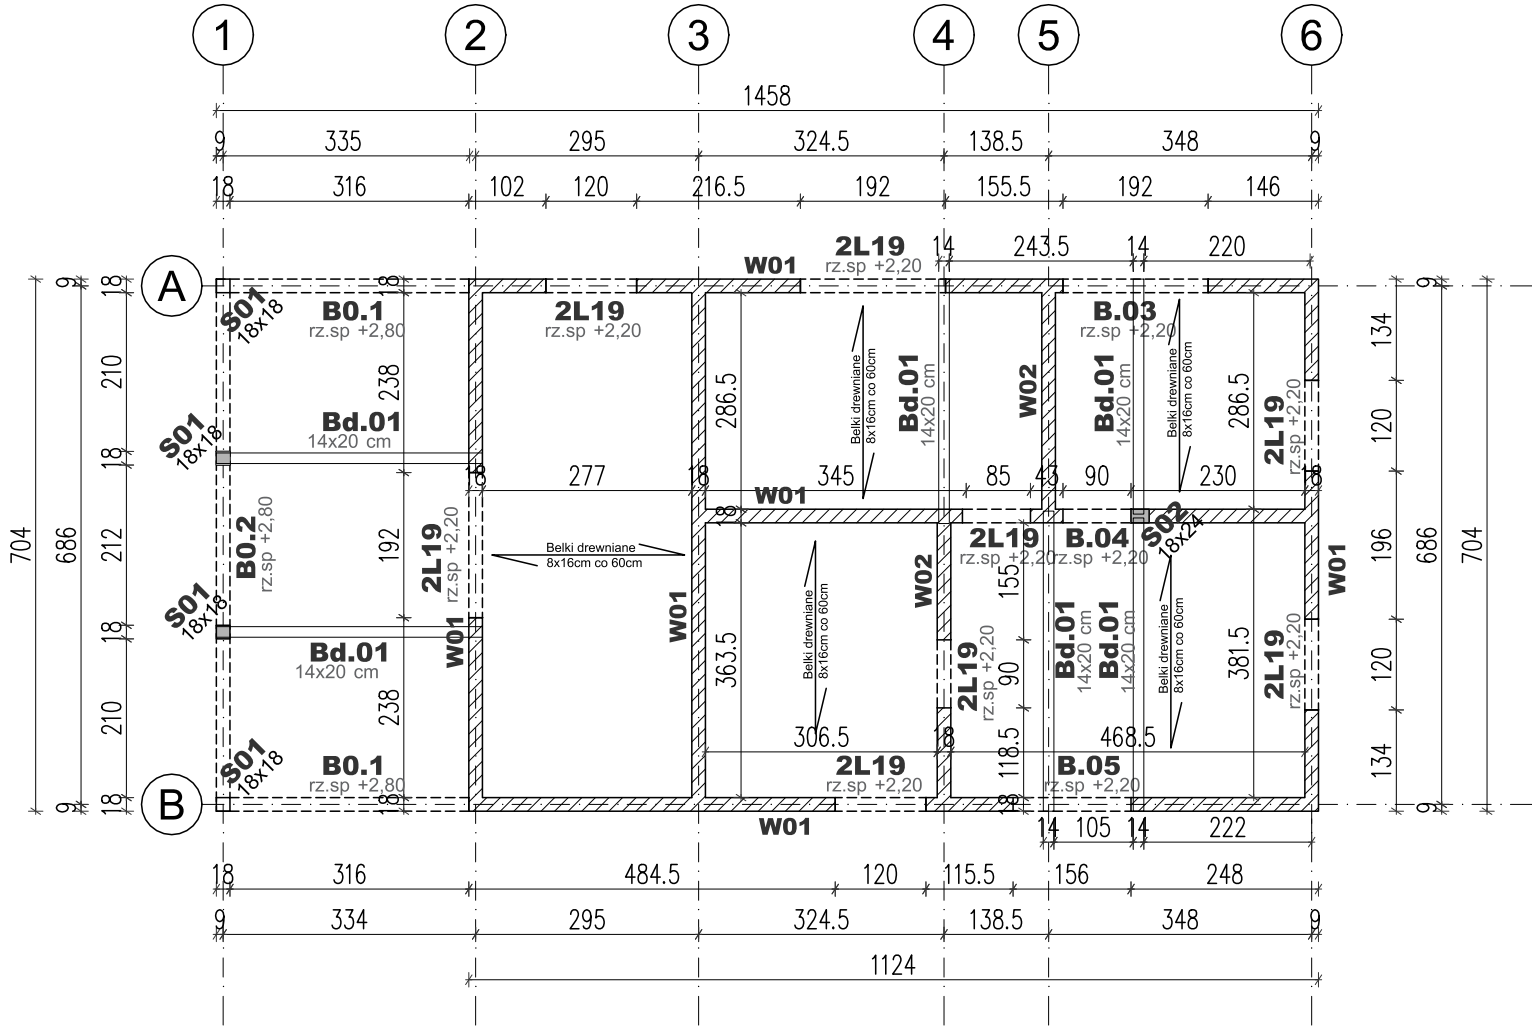 1 2 3 4 5 6
1458
9 335 295 324.5 138.5 348 9
18 316 102 120 216.5 192 155.5 192 146
14 243.5 14 220
A
B
W01
2L19
rz.sp +2,20
S01
18x18
B0.1
rz.sp +2,80
18
2L19
rz.sp +2,20
B.03
rz.sp +2,20
238
286.5
Belki drewniane
8x16cm co 60cm
Bd.01
14x20 cm
W02
Bd.01
14x20 cm
Belki drewniane
8x16cm co 60cm
286.5
2L19
rz.sp +2,20
Bd.01
14x20 cm
S01
18x18
18 277 18 345 85 43 90 230 18
W01
18
2L19
rz.sp +2,20
B.04
rz.sp +2,20
S02
18x24
B0.2
rz.sp +2,80
192
2L19
rz.sp +2,20
Belki drewniane
8x16cm co 60cm
W01
W01
W02
155
W01
S01
18x18
Bd.01
14x20 cm
238
363.5
Belki drewniane
8x16cm co 60cm
2L19
rz.sp +2,20
90
Bd.01
14x20 cm
Bd.01
14x20 cm
Belki drewniane
8x16cm co 60cm
381.5
2L19
rz.sp +2,20
306.5 18 468.5
118.5
S01
18x18
B0.1
rz.sp +2,80
18
2L19
rz.sp +2,20
B.05
rz.sp +2,20
18
W01
14 105 14 222
18 316 484.5 120 115.5 156 248
9 334 295 324.5 138.5 348 9
1124
704
9
686
9
18
210
18
212
18
210
18
134
120
196
120
134
9
686
9
704